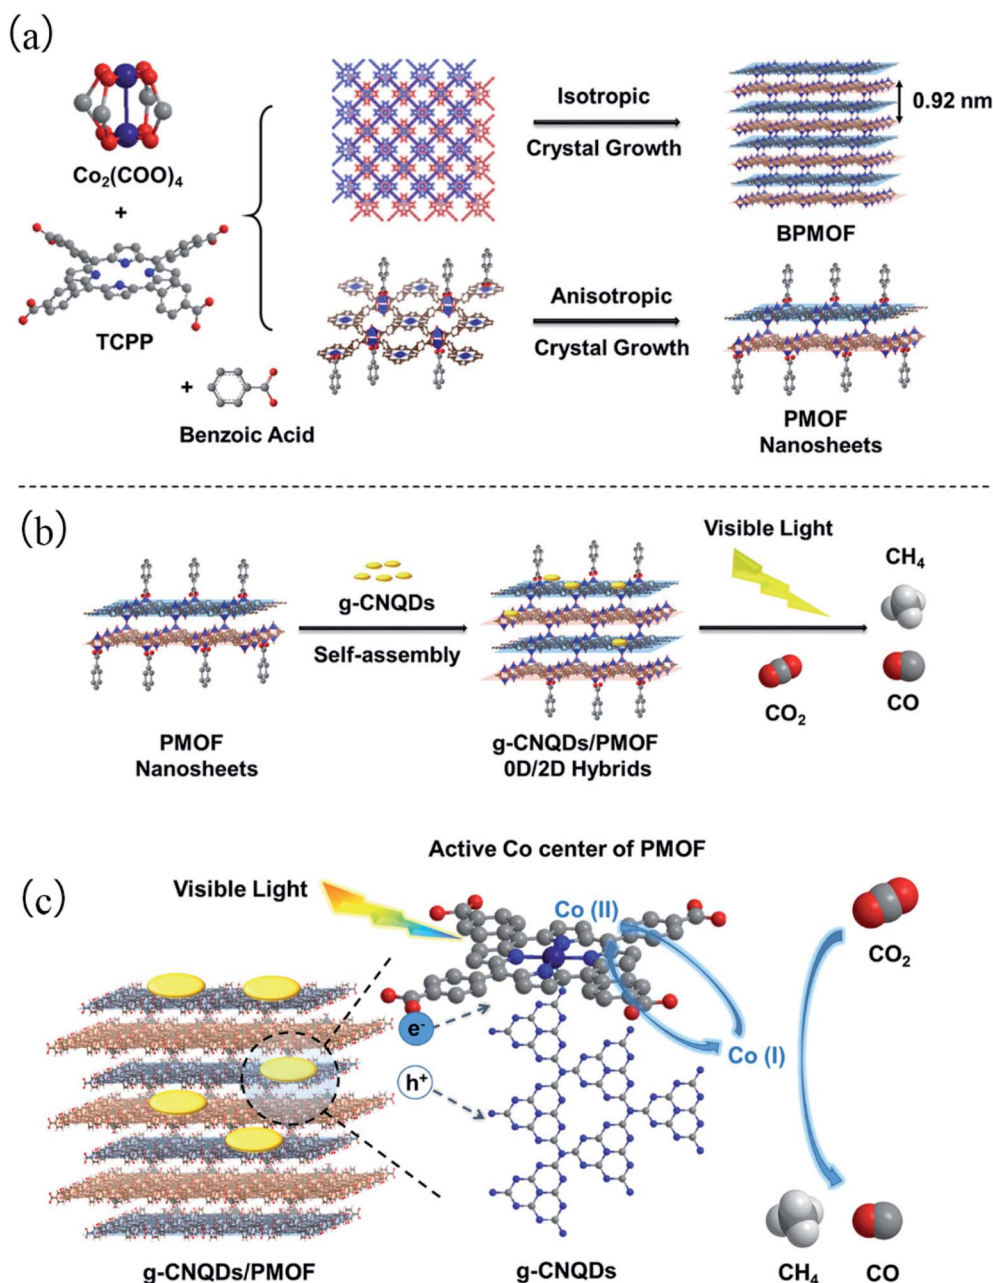 (a)
Co₂(COO)₄
+
TCPP
+
Benzoic Acid
Isotropic
Crystal Growth
0.92 nm
BPMOF
Anisotropic
Crystal Growth
PMOF
Nanosheets
(b)
PMOF
Nanosheets
g-CNQDs
Self-assembly
g-CNQDs/PMOF
0D/2D Hybrids
Visible Light
CO₂
CH₄
CO
(c)
Active Co center of PMOF
Visible Light
Co (II)
Co (I)
e⁻
h⁺
CO₂
g-CNQDs/PMOF
g-CNQDs
CH₄
CO